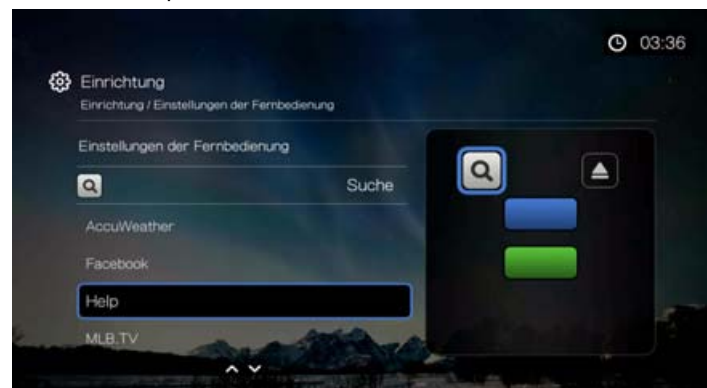 03:36
Einrichtung
Einrichtung / Einstellungen der Fernbedienung
Einstellungen der Fernbedienung
Suche
AccuWeather
Facebook
Help
MLB.TV